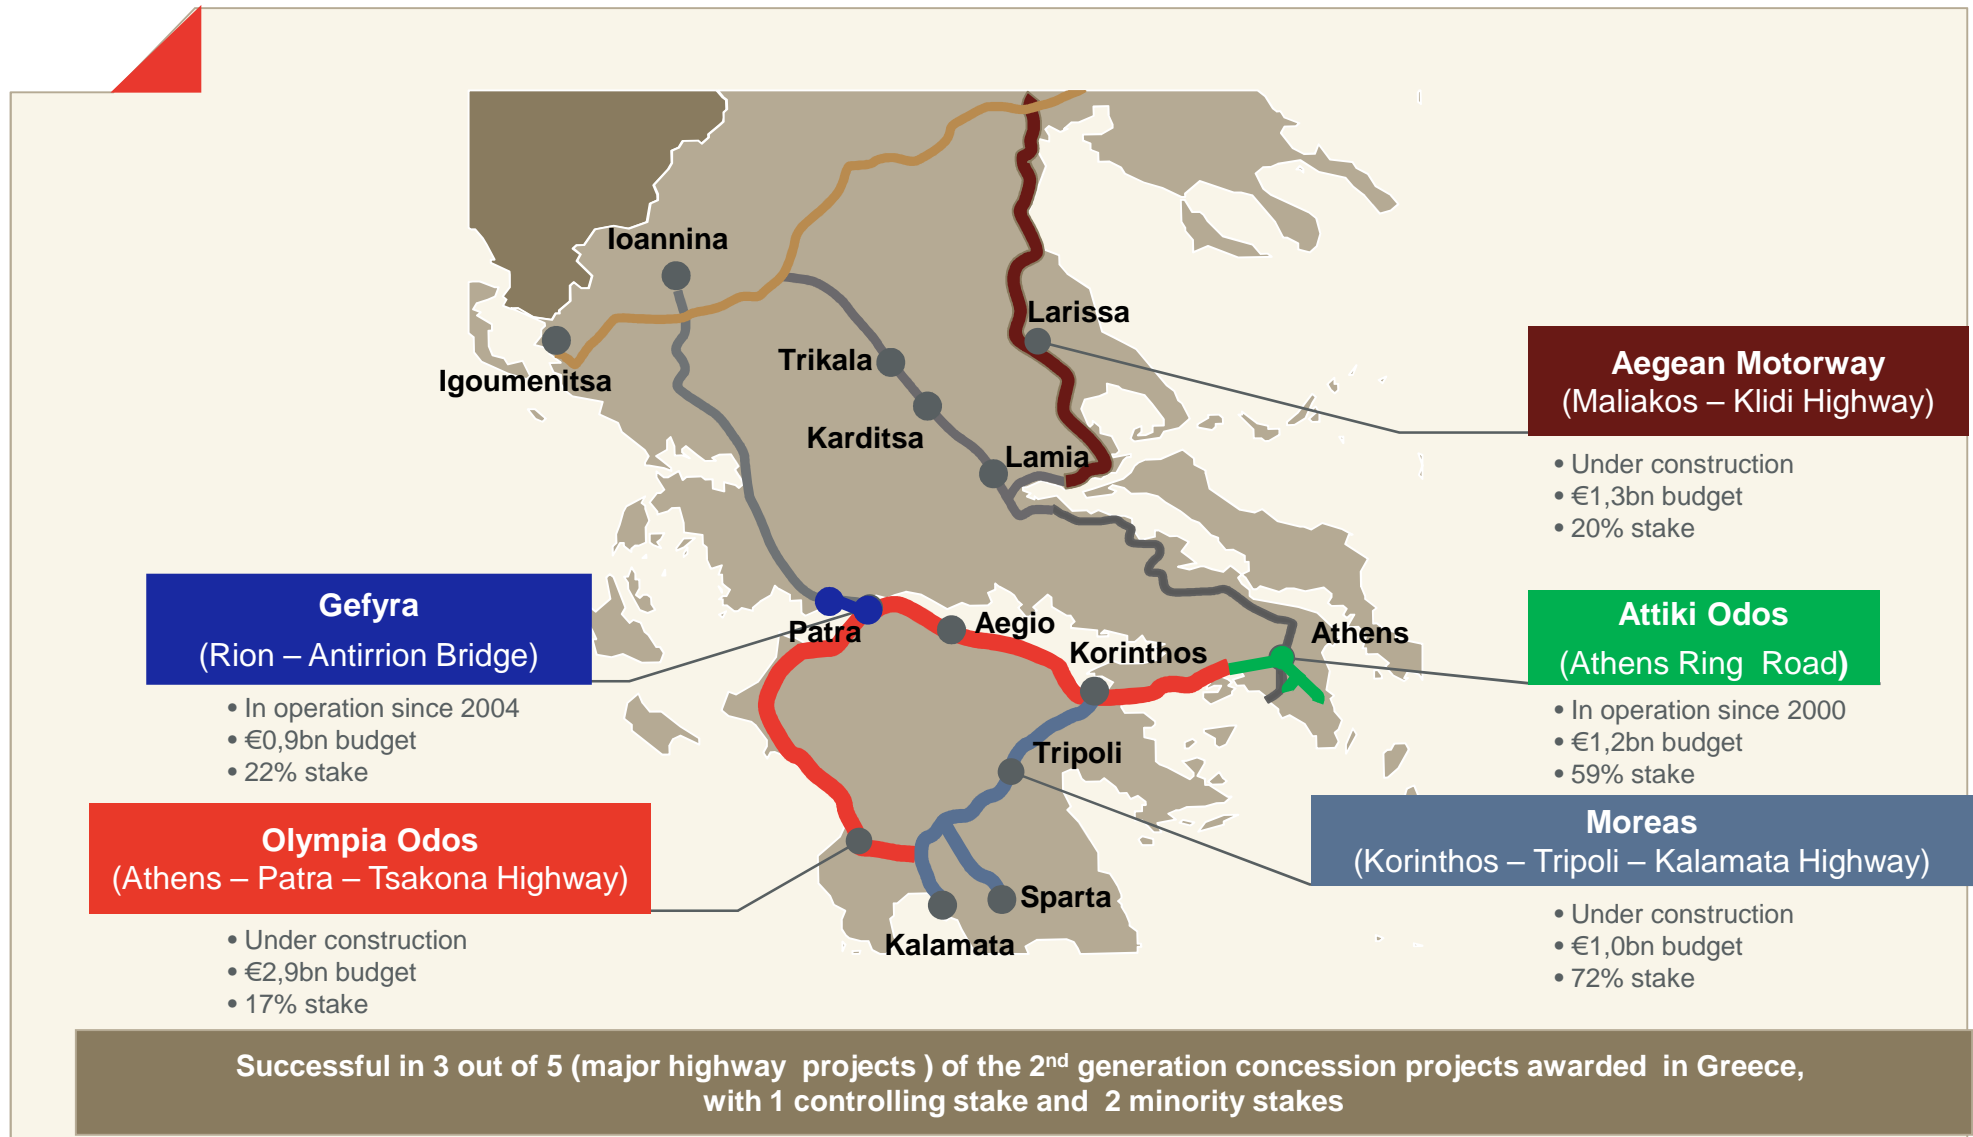 Ioannina
Igoumenitsa
Larissa
Trikala
Karditsa
Lamia
Aegean Motorway
(Maliakos – Klidi Highway)
• Under construction
• €1,3bn budget
• 20% stake
Gefyra
(Rion – Antirrion Bridge)
• In operation since 2004
• €0,9bn budget
• 22% stake
Patra
Aegio
Korinthos
Athens
Attiki Odos
(Athens Ring  Road)
• In operation since 2000
• €1,2bn budget
• 59% stake
Tripoli
Olympia Odos
(Athens – Patra – Tsakona Highway)
• Under construction
• €2,9bn budget
• 17% stake
Moreas
(Korinthos – Tripoli – Kalamata Highway)
• Under construction
• €1,0bn budget
• 72% stake
Sparta
Kalamata
Successful in 3 out of 5 (major highway  projects ) of the 2nd generation concession projects awarded  in Greece,
with 1 controlling stake and  2 minority stakes